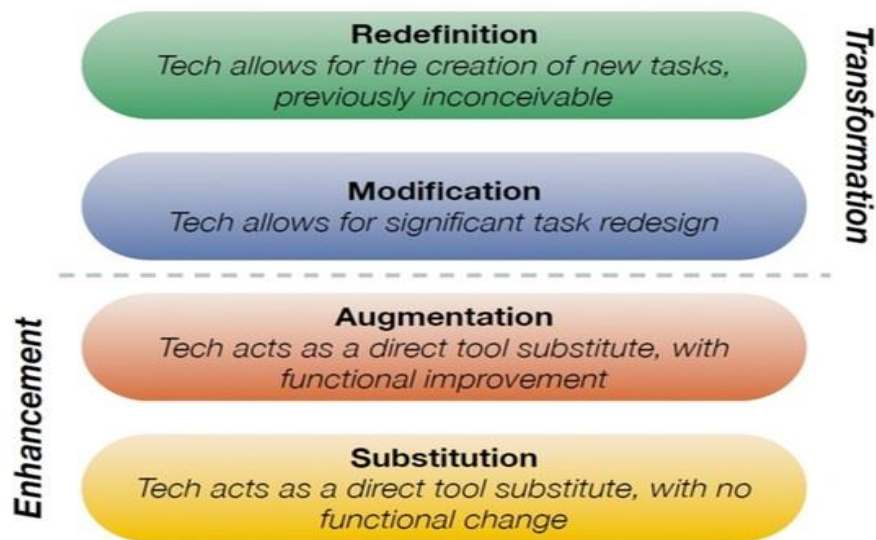 Redefinition
Tech allows for the creation of new tasks,
previously inconceivable
Transformation
Modification
Tech allows for significant task redesign
Augmentation
Tech acts as a direct tool substitute, with
functional improvement
Enhancement
Substitution
Tech acts as a direct tool substitute, with no
functional change